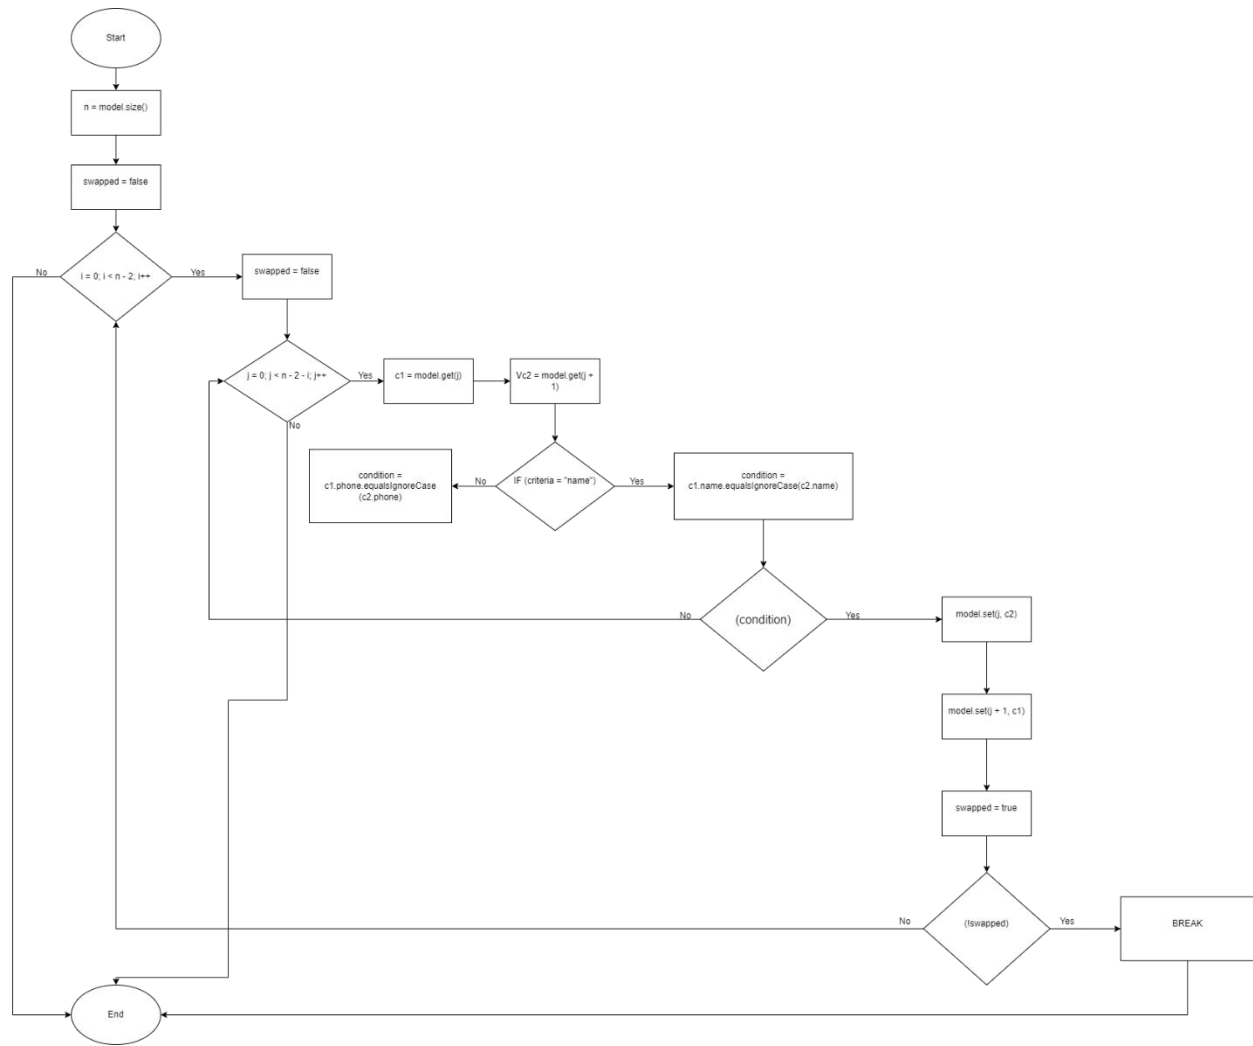 Start
n = model.size()
swapped = false
No
i = 0; i < n - 2; i++
Yes
swapped = false
j = 0; j < n - 2 - i; j++
Yes
c1 = model.get(j)
Vc2 = model.get(j +
1)
No
condition =
c1.phone.equalsIgnoreCase
(c2.phone)
No
IF (criteria = "name")
Yes
condition =
c1.name.equalsIgnoreCase(c2.name)
No
(condition)
Yes
model.set(j, c2)
model.set(j + 1, c1)
swapped = true
No
(!swapped)
Yes
BREAK
End